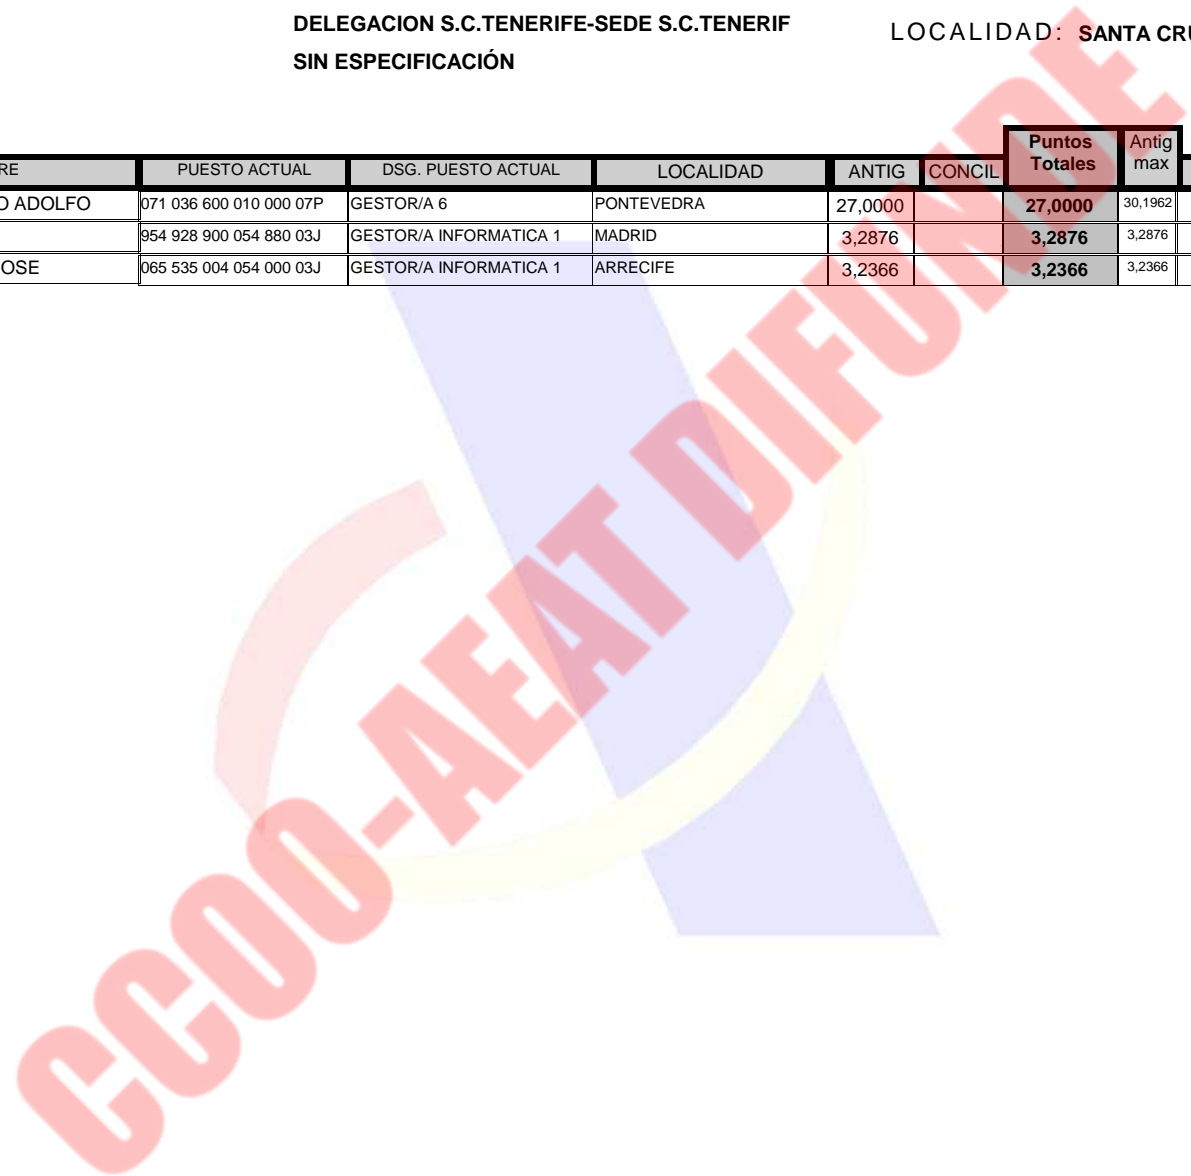 DELEGACION S.C.TENERIFE-SEDE S.C.TENERIF
LOCALIDAD: SANTA CRU
SIN ESPECIFICACIÓN
RE PUESTO ACTUAL DSG. PUESTO ACTUAL LOCALIDAD ANTIG CONCIL Puntos Totales Antig max
O ADOLFO 071 036 600 010 000 07P GESTOR/A 6 PONTEVEDRA 27,0000 27,0000 30,1962
954 928 900 054 880 03J GESTOR/A INFORMATICA 1 MADRID 3,2876 3,2876 3,2876
OSE 065 535 004 054 000 03J GESTOR/A INFORMATICA 1 ARRECIFE 3,2366 3,2366 3,2366
CCOO-AEAT DIFUNDE